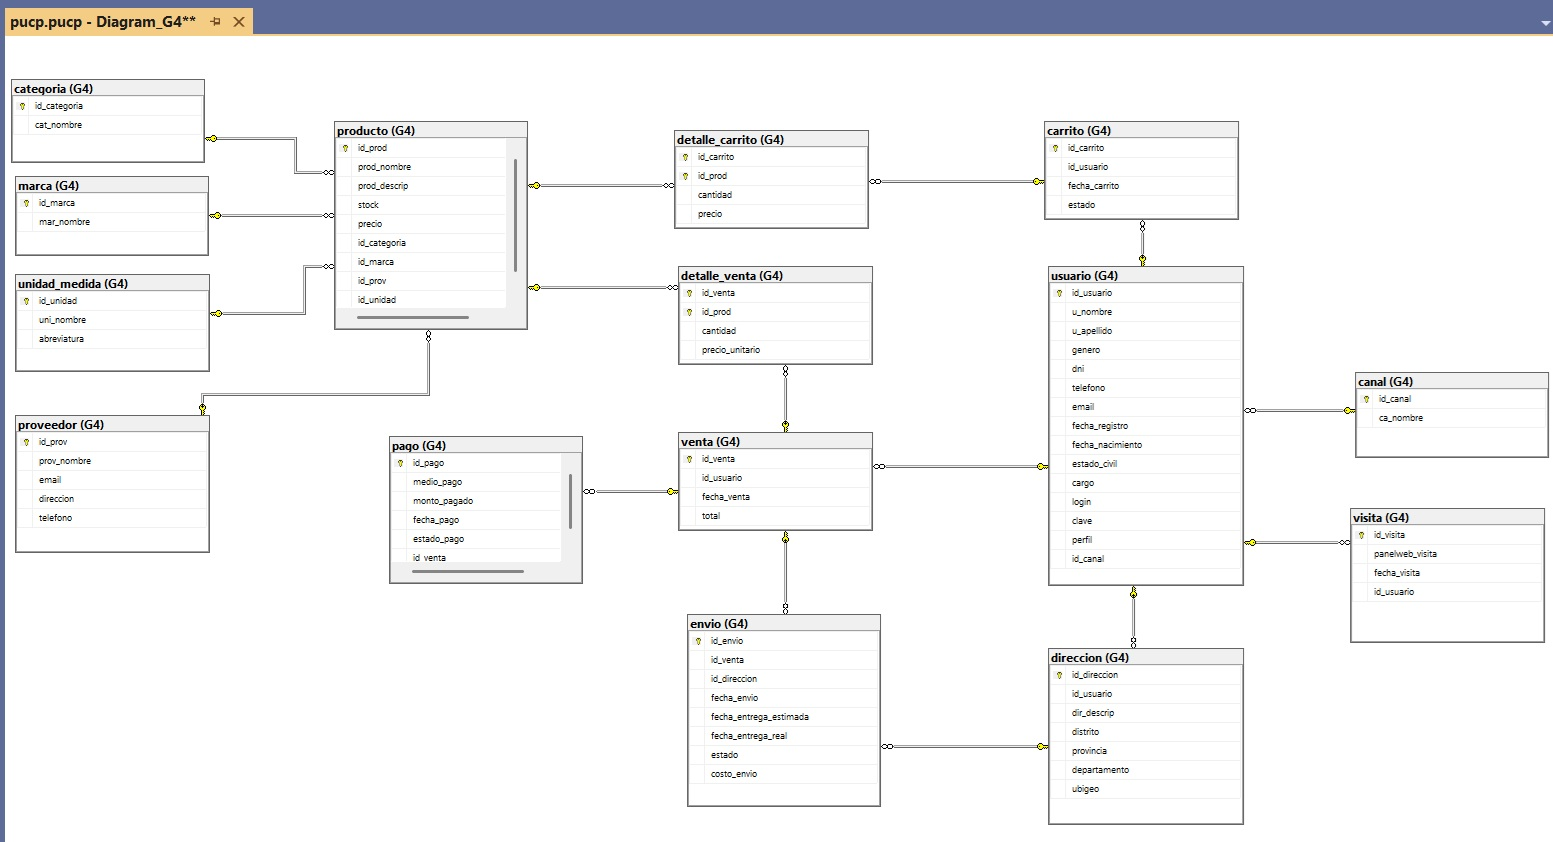 pucp.pucp - Diagram_G4**
categoria (G4)
id_categoria
cat_nombre
marca (G4)
id_marca
mar_nombre
unidad_medida (G4)
id_unidad
uni_nombre
abreviatura
proveedor (G4)
id_prov
prov_nombre
email
direccion
telefono
producto (G4)
id_prod
prod_nombre
prod_descrip
stock
precio
id_categoria
id_marca
id_prov
id_unidad
pago (G4)
id_pago
medio_pago
monto_pagado
fecha_pago
estado_pago
id_venta
detalle_carrito (G4)
id_carrito
id_prod
cantidad
precio
detalle_venta (G4)
id_venta
id_prod
cantidad
precio_unitario
venta (G4)
id_venta
id_usuario
fecha_venta
total
envio (G4)
id_envio
id_venta
id_direccion
fecha_envio
fecha_entrega_estimada
fecha_entrega_real
estado
costo_envio
carrito (G4)
id_carrito
id_usuario
fecha_carrito
estado
usuario (G4)
id_usuario
u_nombre
u_apellido
genero
dni
telefono
email
fecha_registro
fecha_nacimiento
estado_civil
cargo
login
clave
perfil
id_canal
direccion (G4)
id_direccion
id_usuario
dir_descrip
distrito
provincia
departamento
ubigeo
canal (G4)
id_canal
ca_nombre
visita (G4)
id_visita
panelweb_visita
fecha_visita
id_usuario